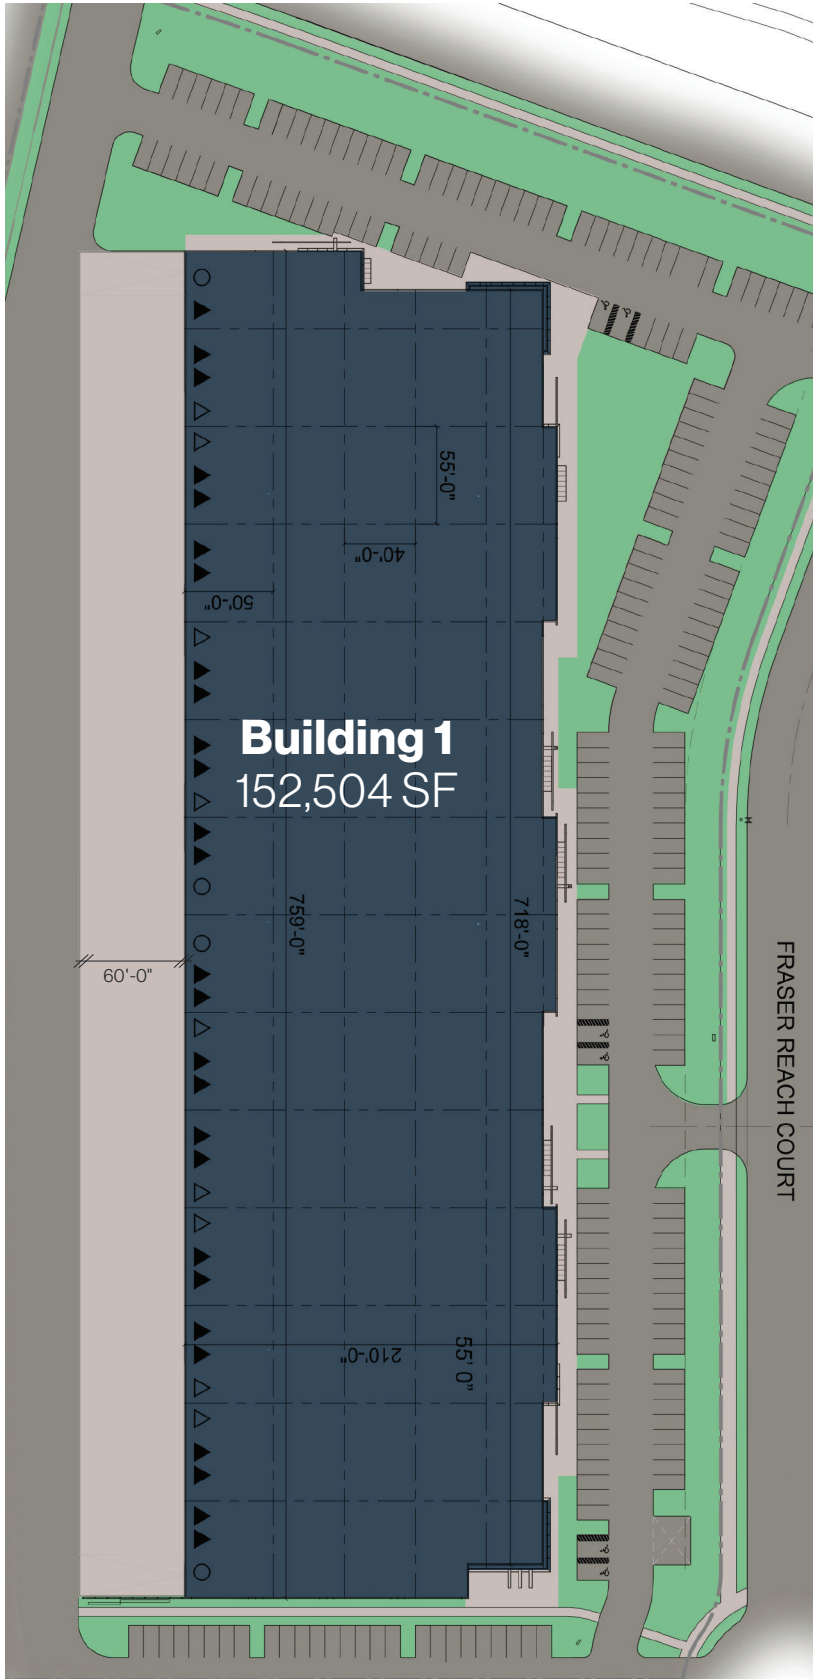 55'-0"
40'-0"
50'-0"
Building 1
152,504 SF
759'-0"
718'-0"
60'-0"
FRASER REACH COURT
210'-0"
55' 0"
H